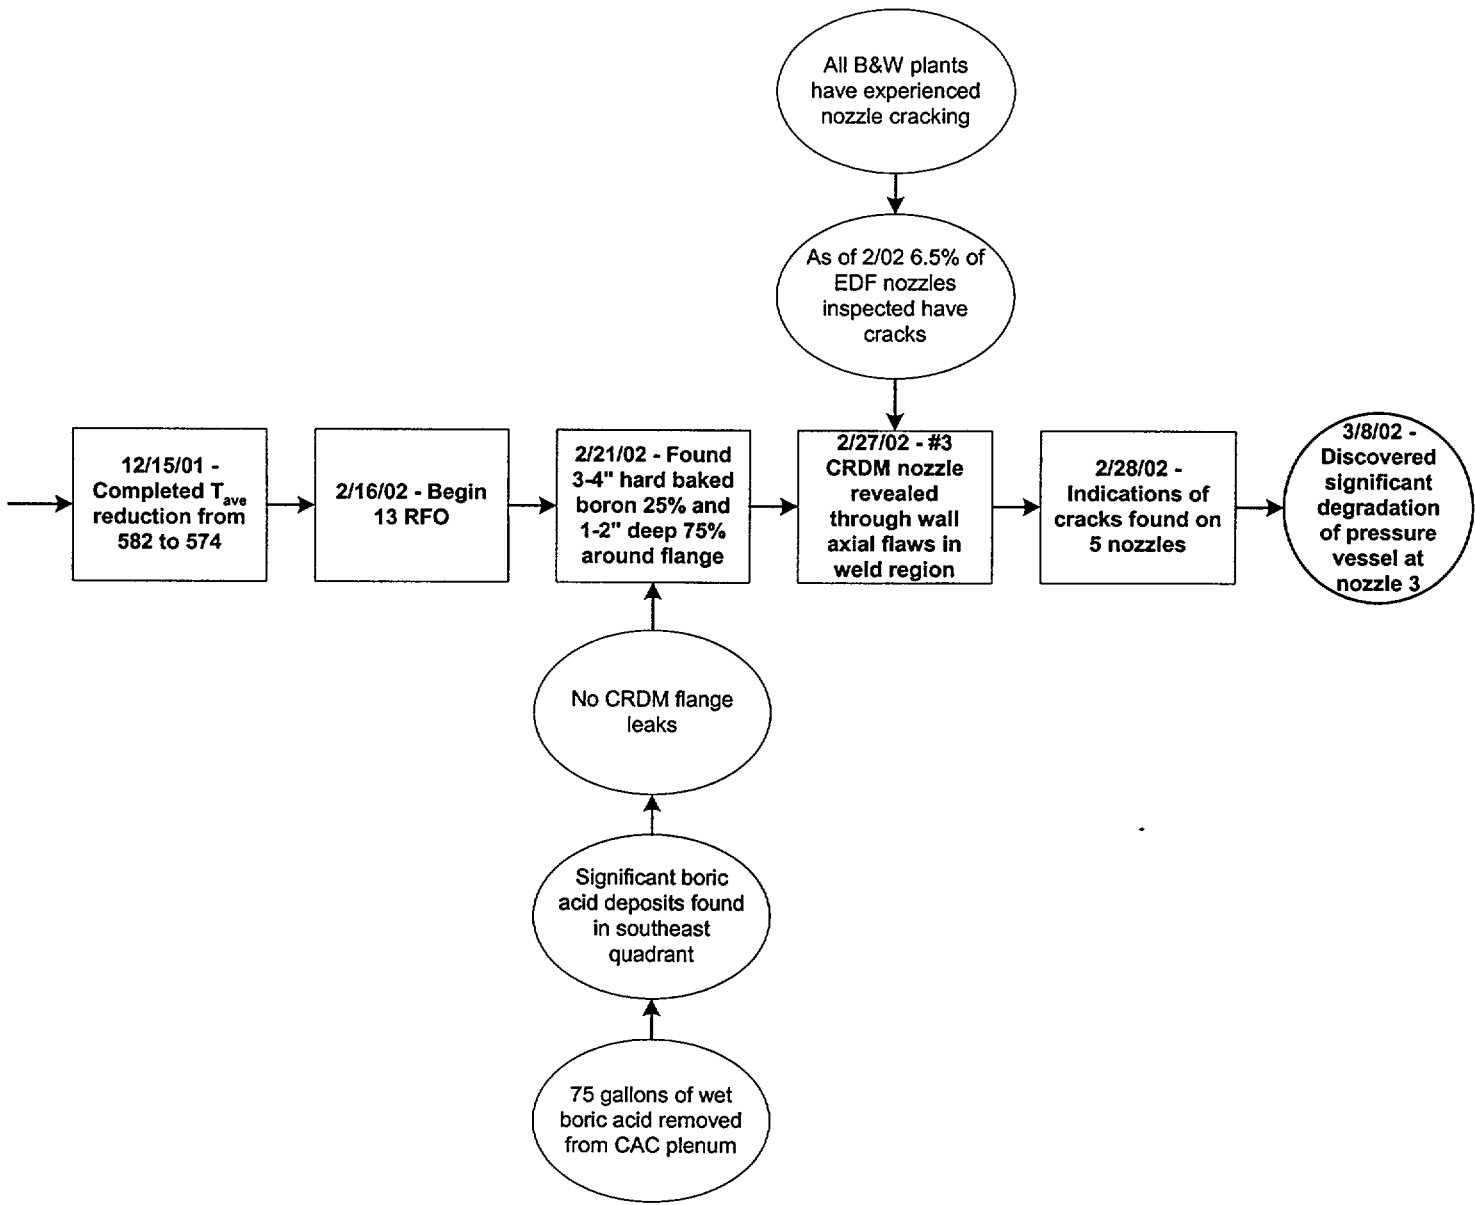 All B&W plants
have experienced
nozzle cracking
As of 2/02 6.5% of
EDF nozzles
inspected have
cracks
12/15/01 -
Completed Tave
reduction from
582 to 574
2/16/02 - Begin
13 RFO
2/21/02 - Found
3-4" hard baked
boron 25% and
1-2" deep 75%
around flange
2/27/02 - #3
CRDM nozzle
revealed
through wall
axial flaws in
weld region
2/28/02 -
Indications of
cracks found on
5 nozzles
3/8/02 -
Discovered
significant
degradation
of pressure
vessel at
nozzle 3
No CRDM flange
leaks
Significant boric
acid deposits found
in southeast
quadrant
75 gallons of wet
boric acid removed
from CAC plenum